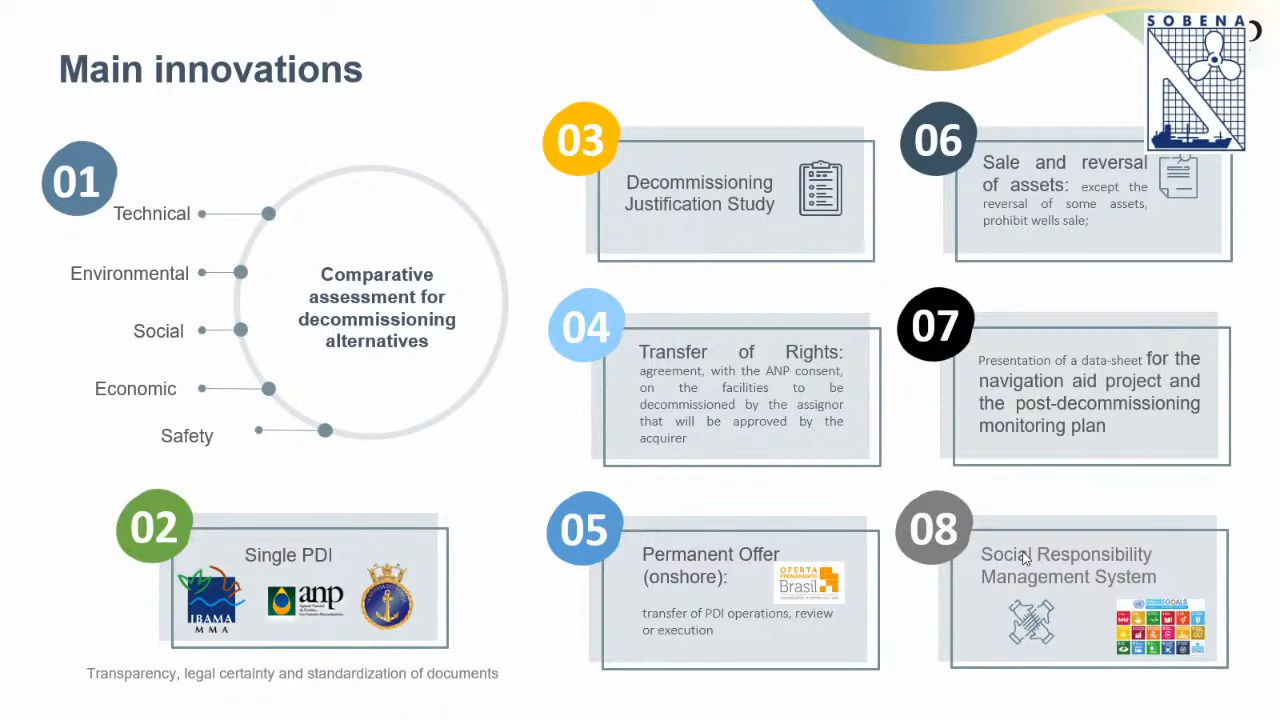 Main innovations
SOBENA
01
Technical
Environmental
Social
Economic
Safety
Comparative
assessment for
decommissioning
alternatives
02
Single PDI
IBAMA
MMA
anp
Transparency, legal certainty and standardization of documents
03
Decommissioning
Justification Study
04
Transfer of Rights:
agreement, with the ANP consent,
on the facilities to be
decommissioned by the assignor
that will be approved by the
acquirer
05
Permanent Offer
(onshore):
OFERTA
PERMANENTE
Brasil
transfer of PDI operations, review
or execution
06
Sale and reversal
of assets: except the
reversal of some assets,
prohibit wells sale;
07
Presentation of a data-sheet for the
navigation aid project and
the post-decommissioning
monitoring plan
08
Social Responsibility
Management System
GOALS